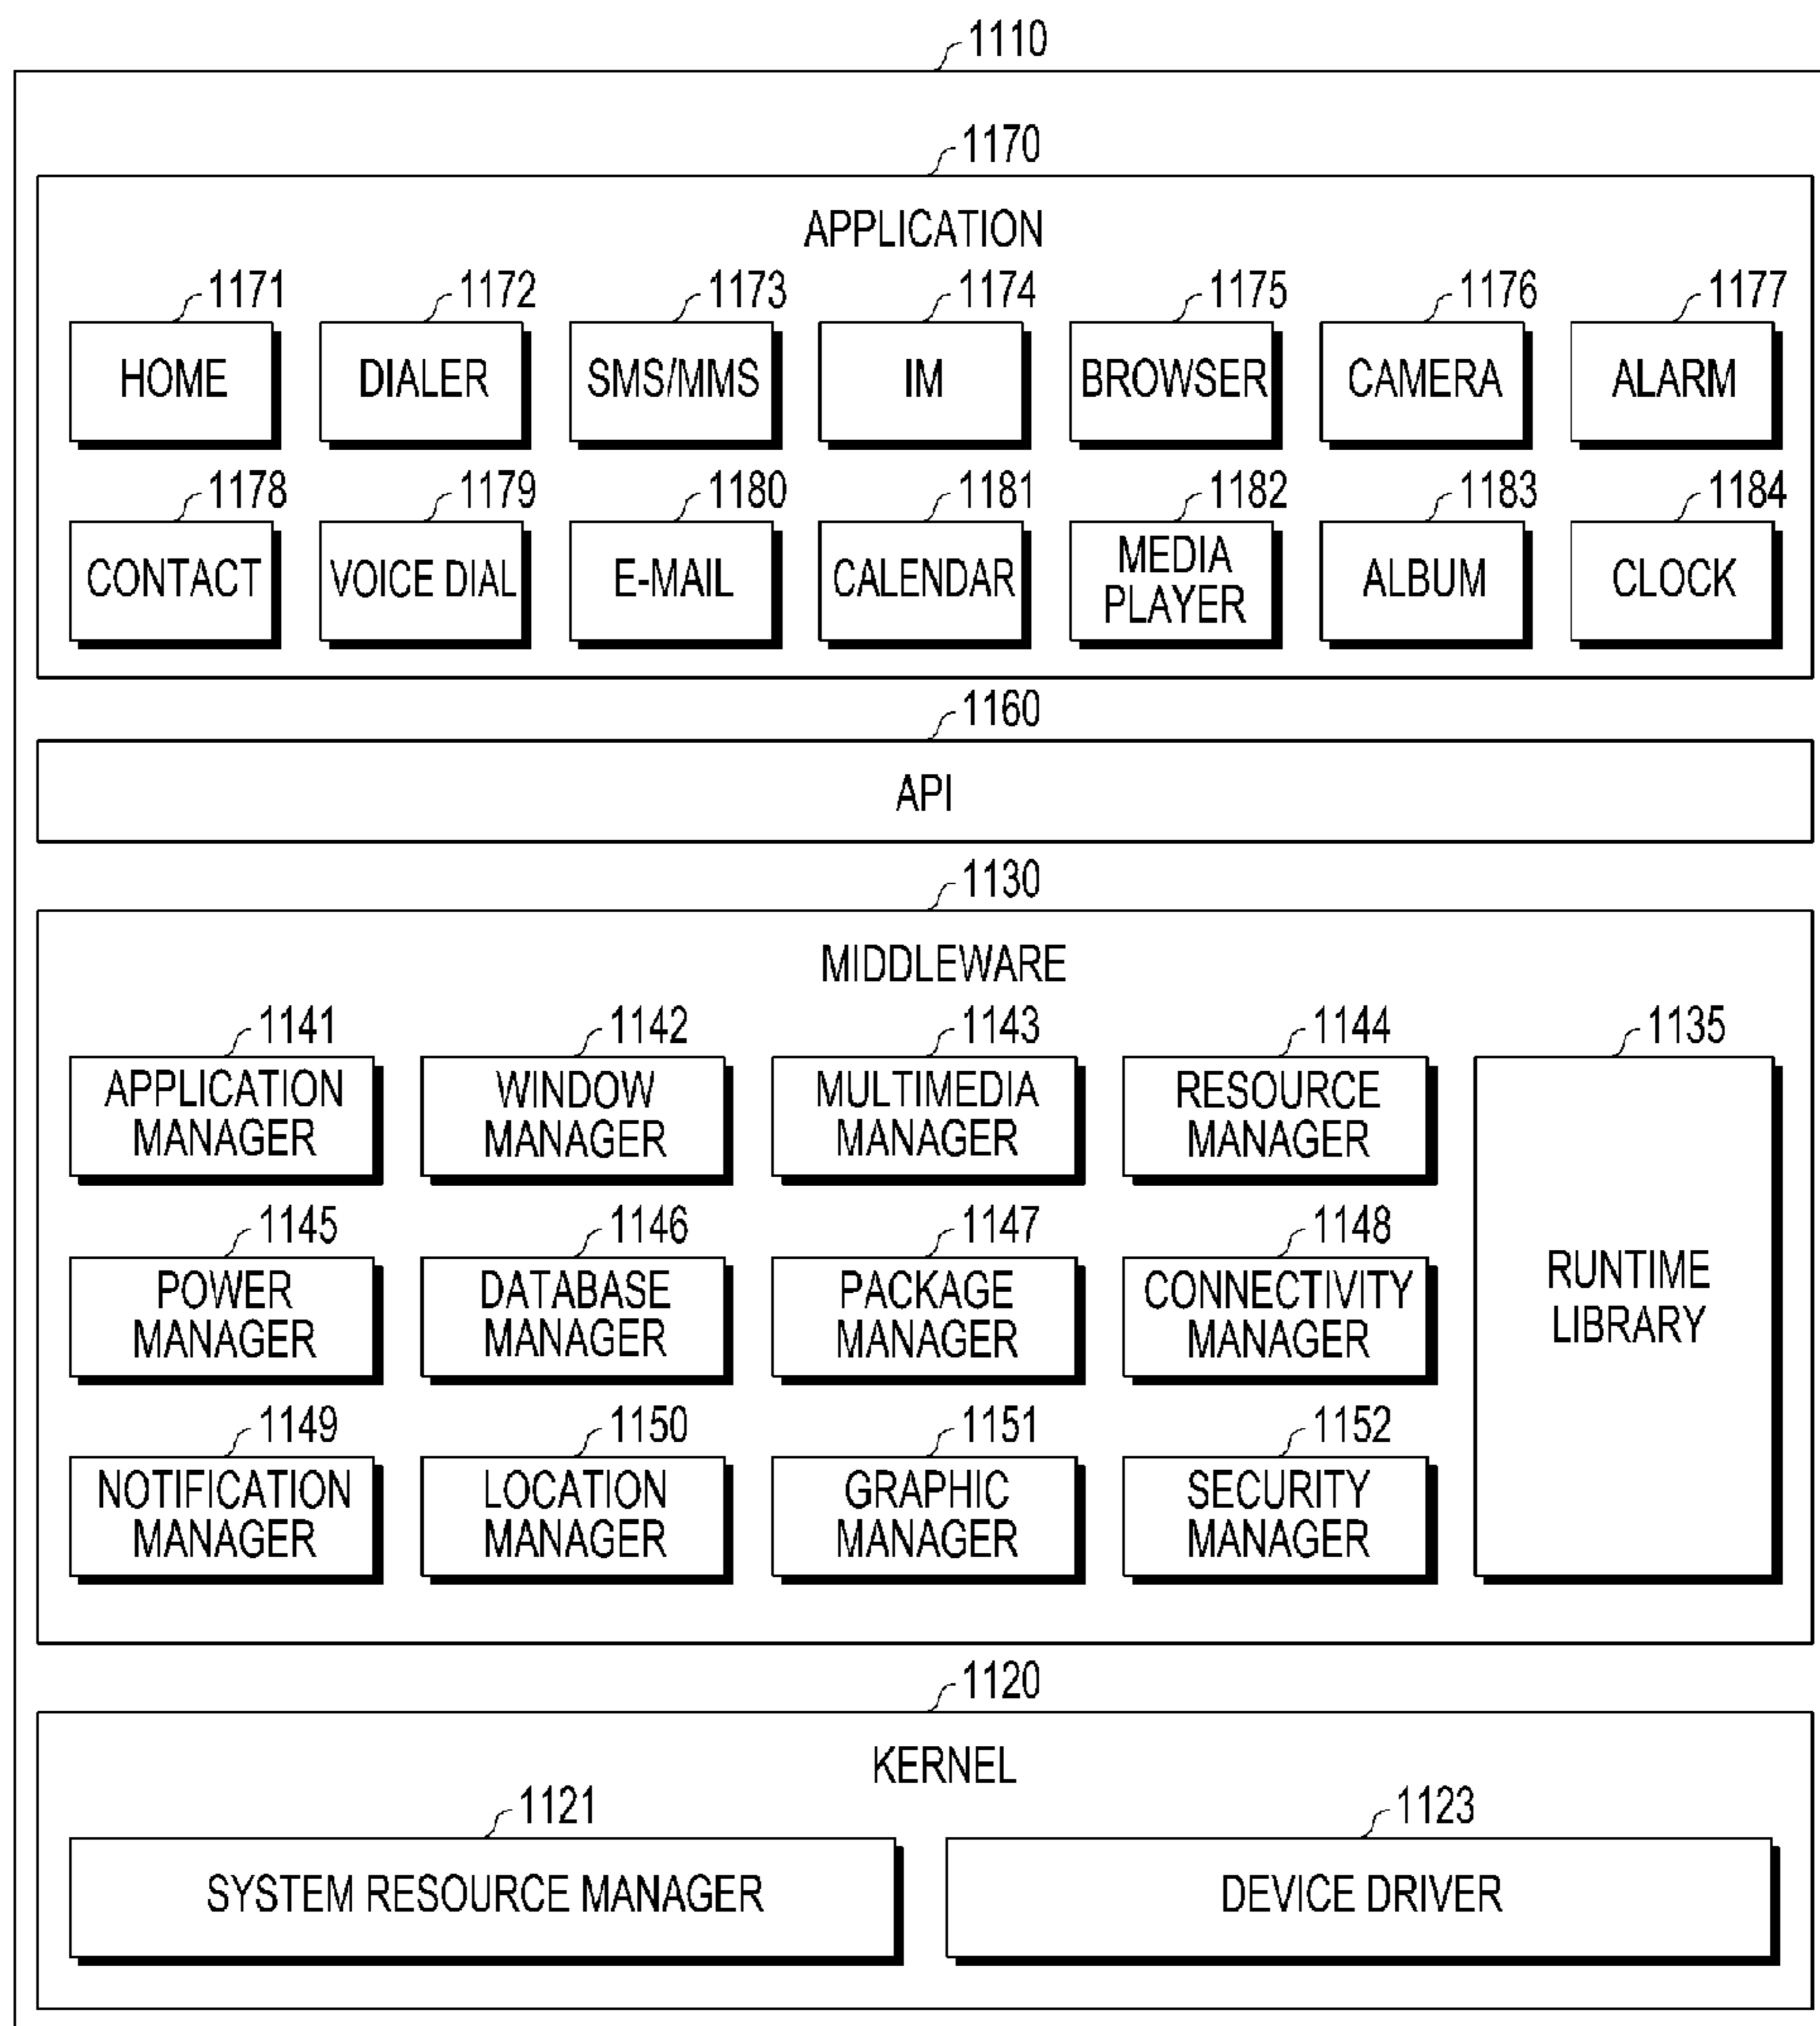 1110
1170
APPLICATION
1171 1172 1173 1174 1175 1176 1177
HOME DIALER SMS/MMS IM BROWSER CAMERA ALARM
1178 1179 1180 1181 1182 1183 1184
CONTACT VOICE DIAL E-MAIL CALENDAR MEDIA PLAYER ALBUM CLOCK
1160
API
1130
MIDDLEWARE
1141 1142 1143 1144 1135
APPLICATION MANAGER WINDOW MANAGER MULTIMEDIA MANAGER RESOURCE MANAGER
1145 1146 1147 1148
POWER MANAGER DATABASE MANAGER PACKAGE MANAGER CONNECTIVITY MANAGER RUNTIME LIBRARY
1149 1150 1151 1152
NOTIFICATION MANAGER LOCATION MANAGER GRAPHIC MANAGER SECURITY MANAGER
1120
KERNEL
1121 1123
SYSTEM RESOURCE MANAGER DEVICE DRIVER